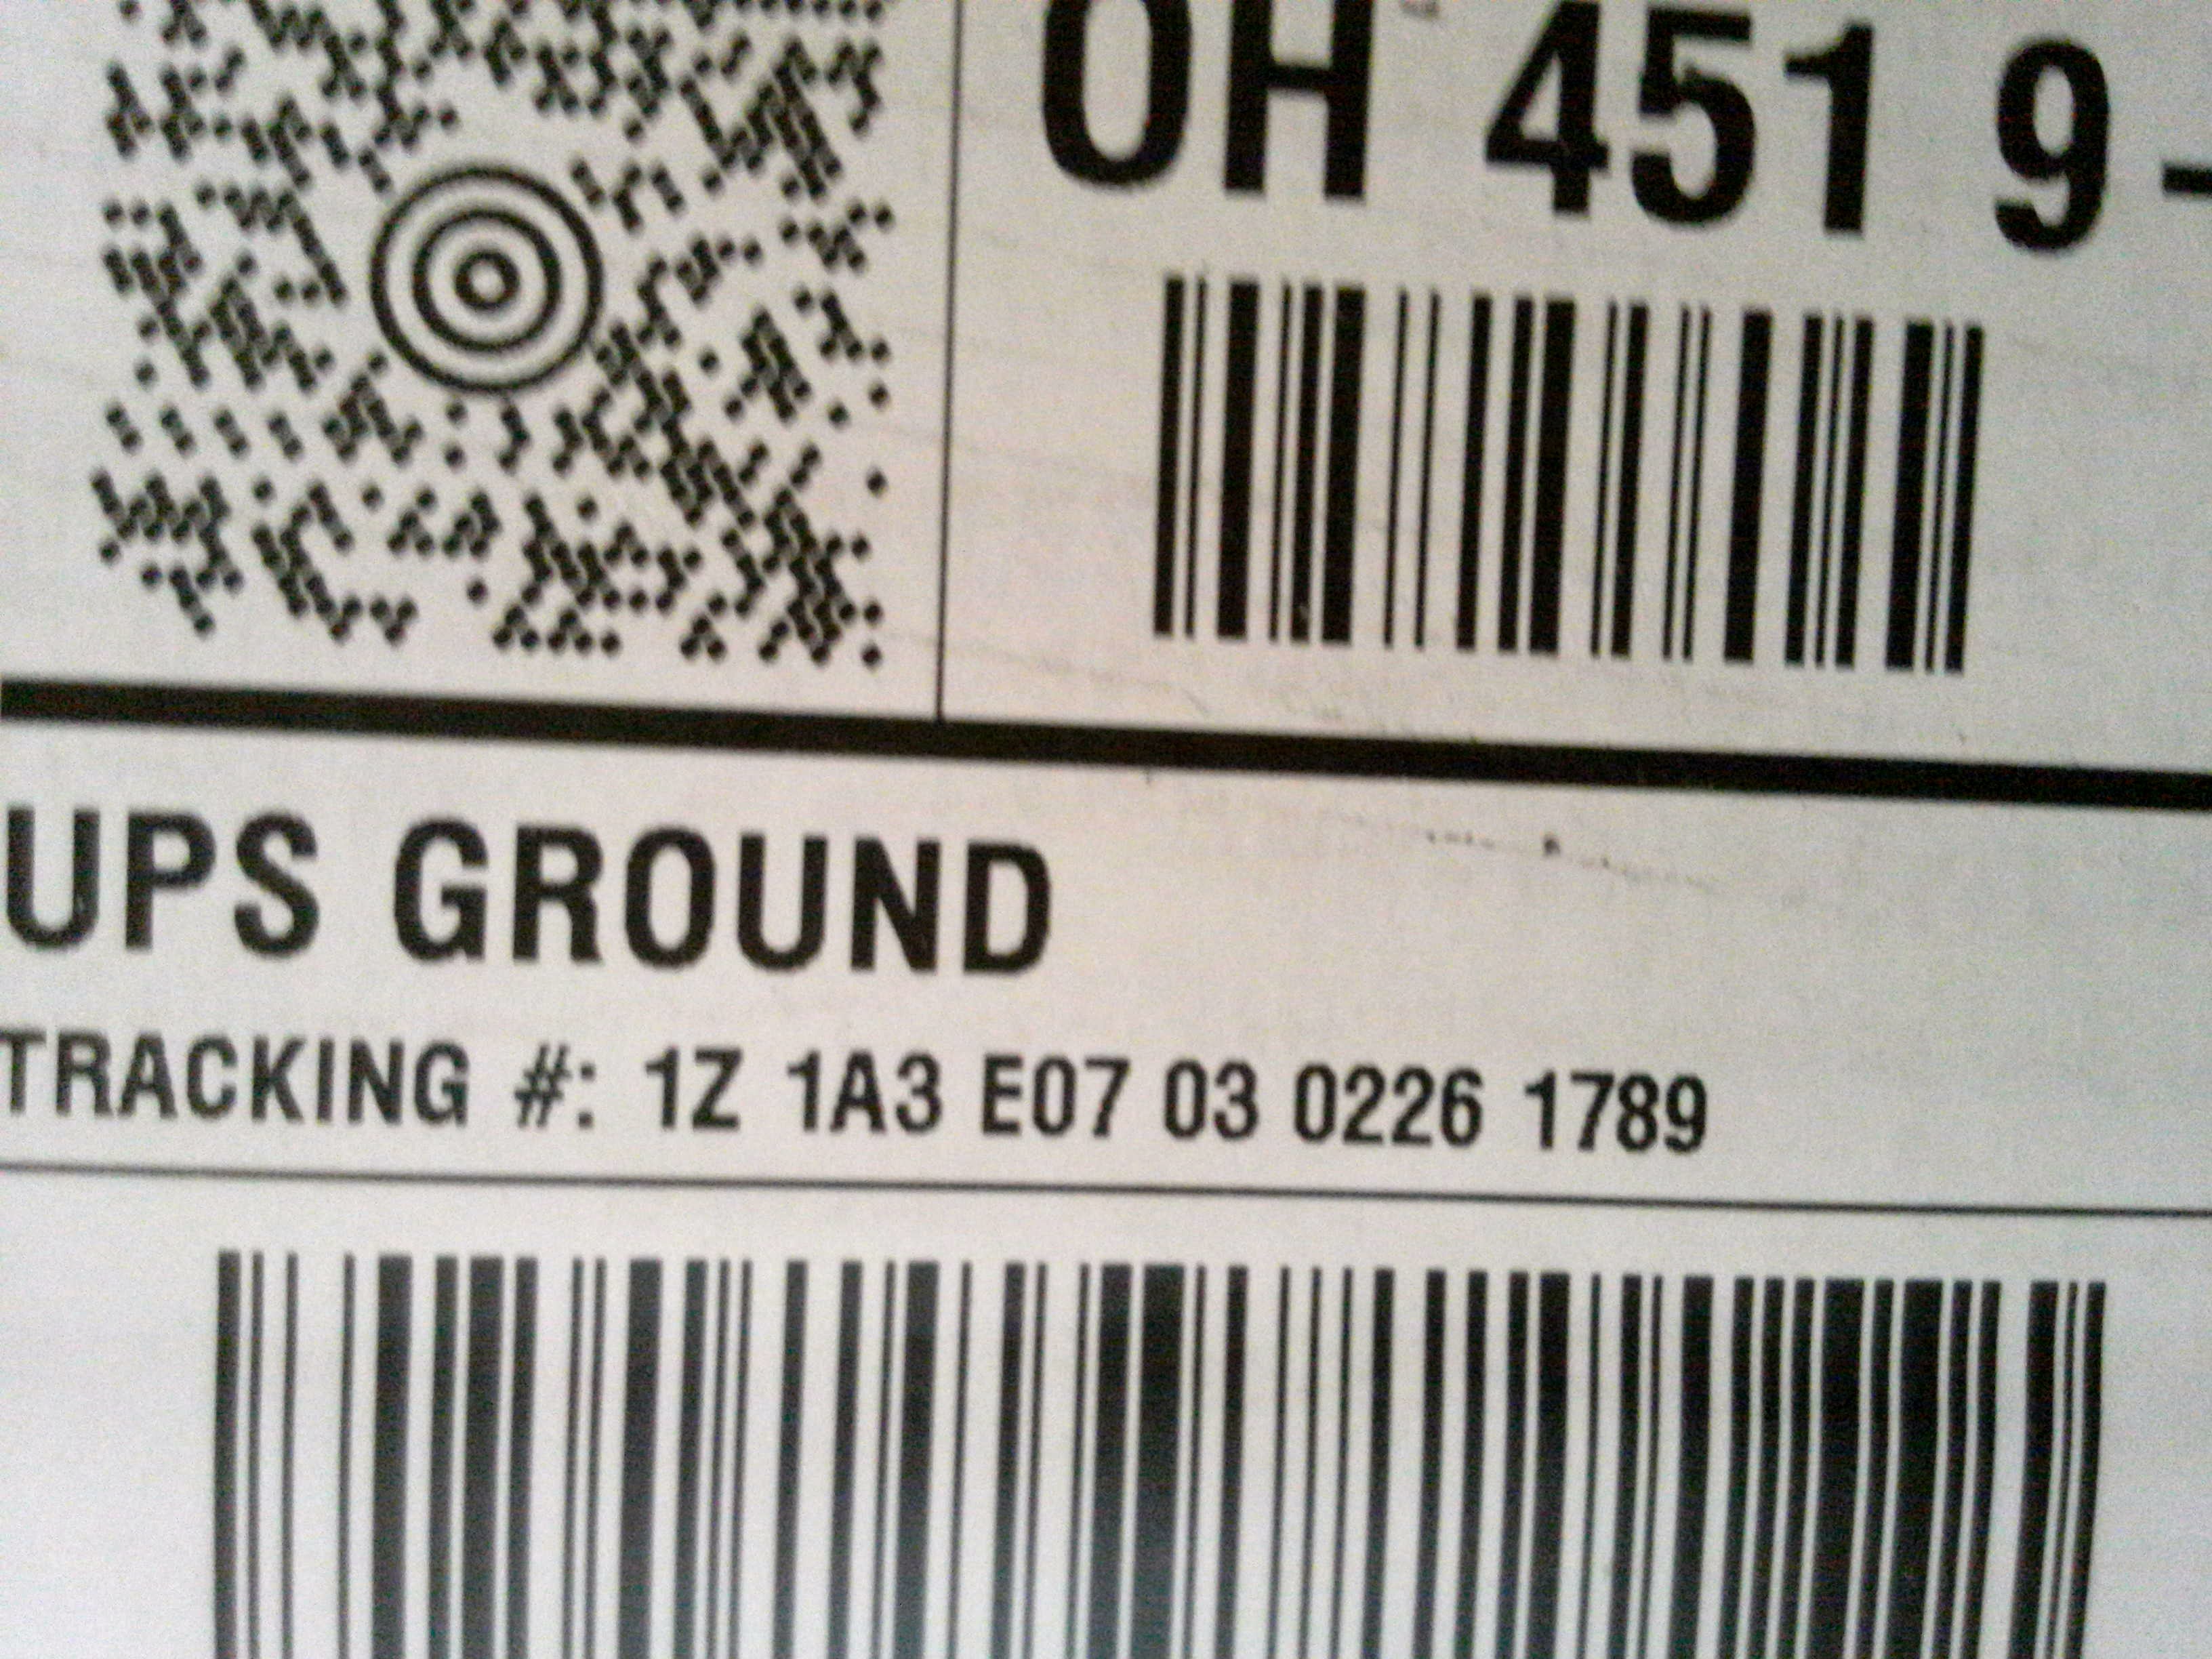 OH 451 9-
UPS GROUND
TRACKING #: 1Z 1A3 E07 03 0226 1789